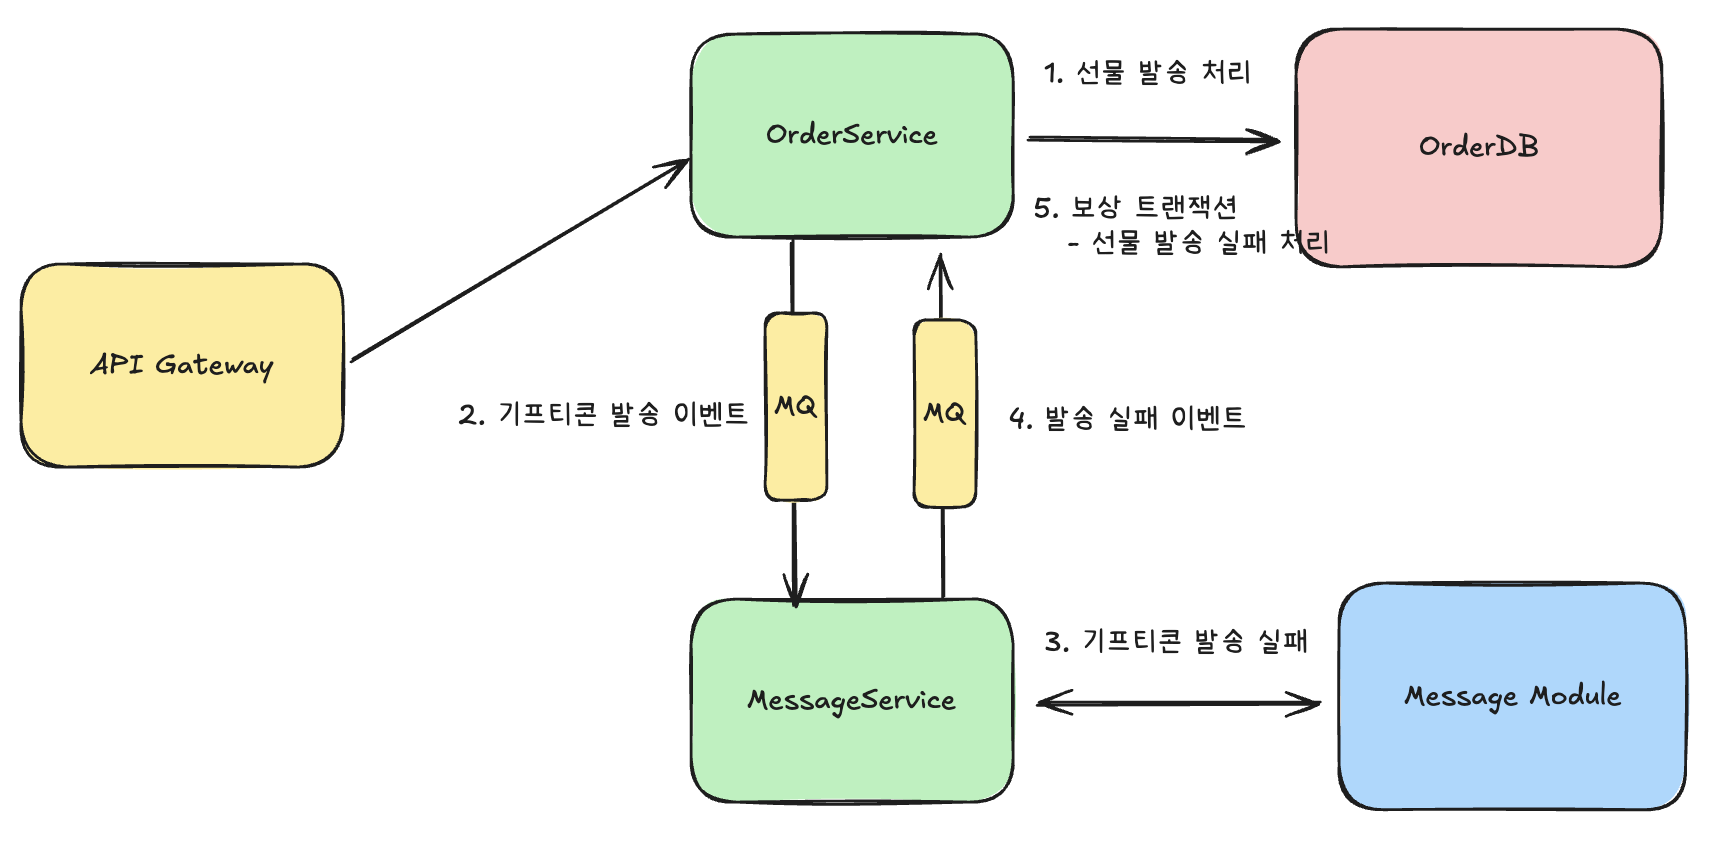 1. 선물 발송 처리
OrderService
OrderDB
5. 보상 트랜잭션
- 선물 발송 실패 처리
API Gateway
2. 기프티콘 발송 이벤트
MQ
MQ
4. 발송 실패 이벤트
3. 기프티콘 발송 실패
MessageService
Message Module